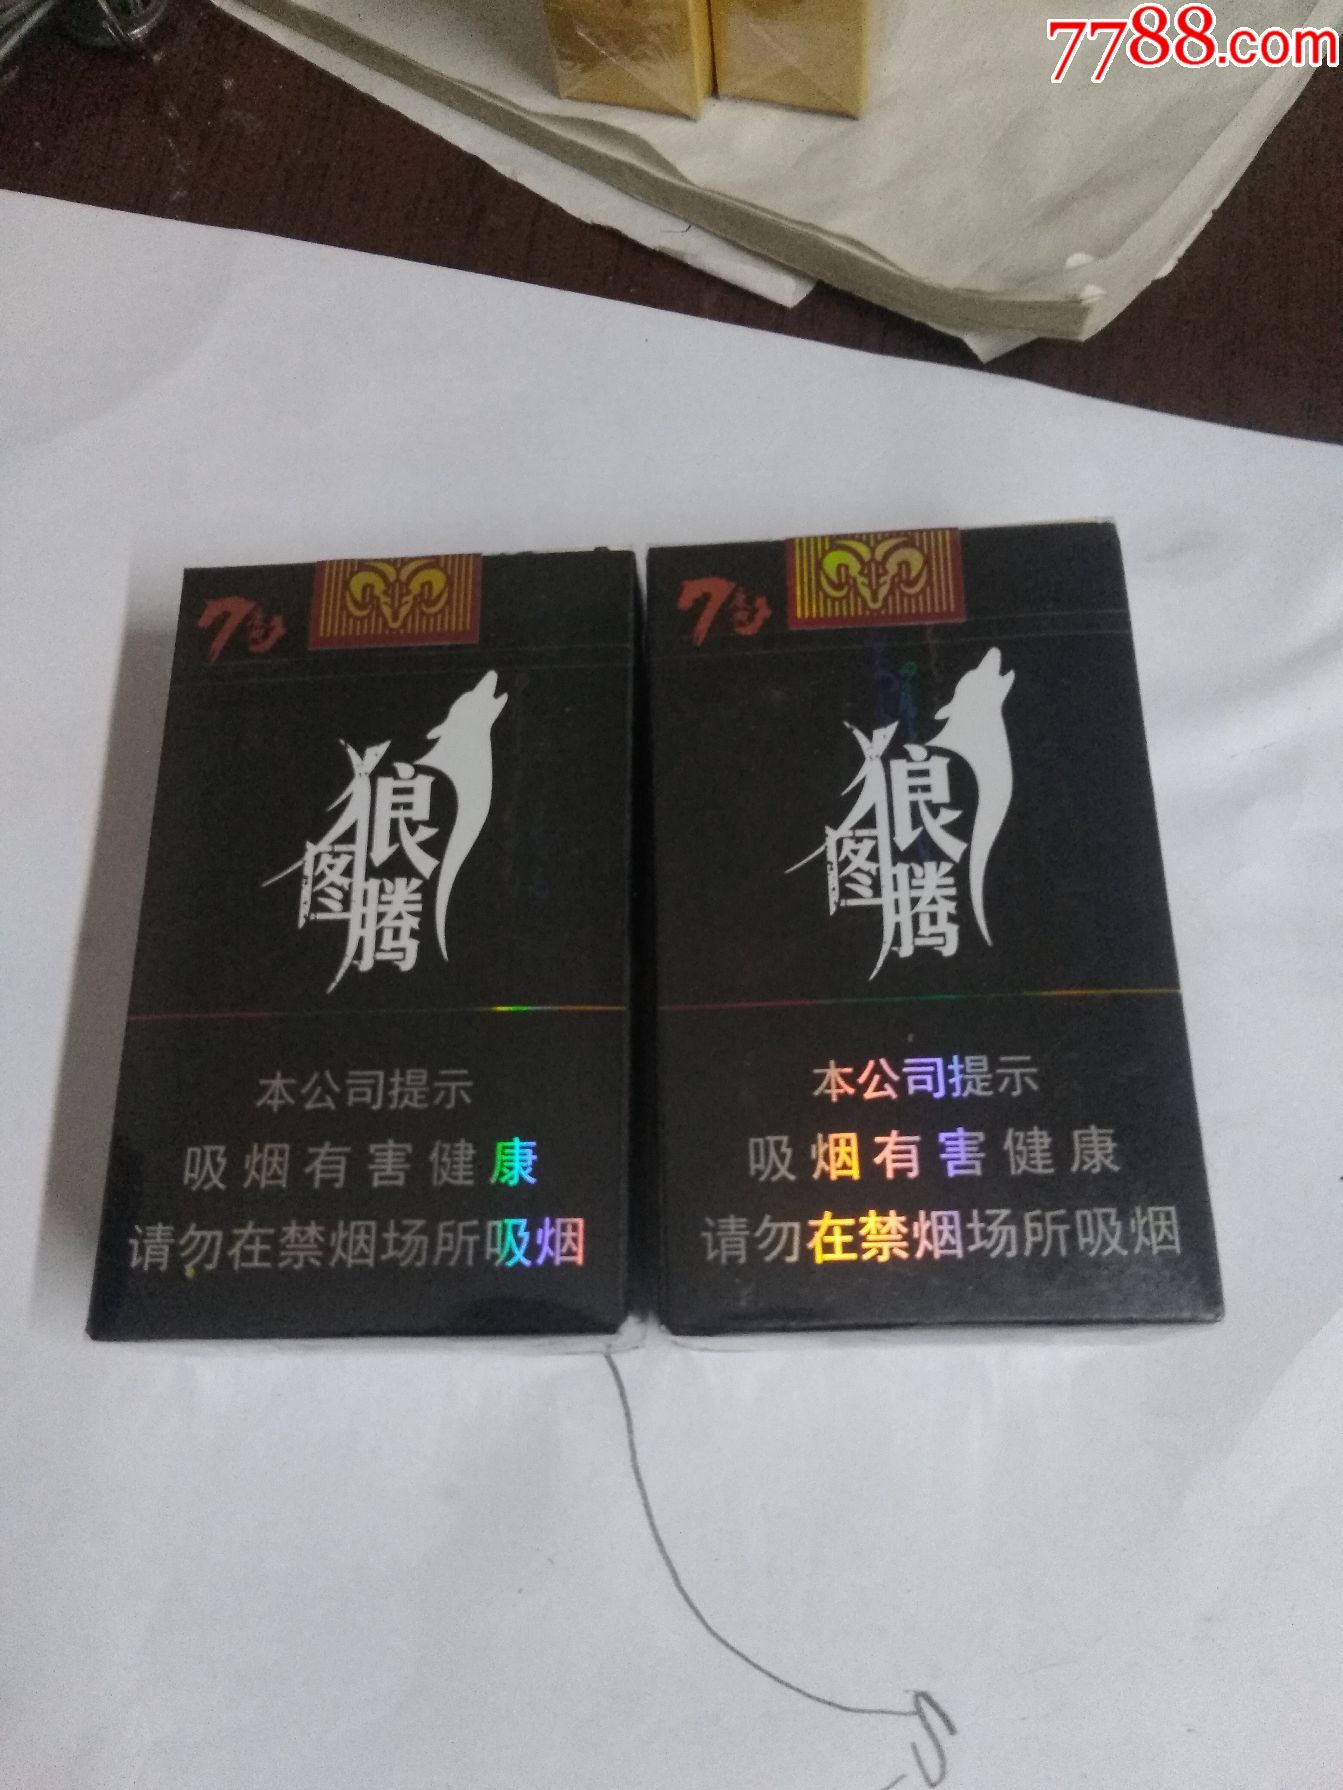 7788.com
7
狼
图
腾
本公司提示
吸烟有害健康
请勿在禁烟场所吸烟
7
狼
图
腾
本公司提示
吸烟有害健康
请勿在禁烟场所吸烟